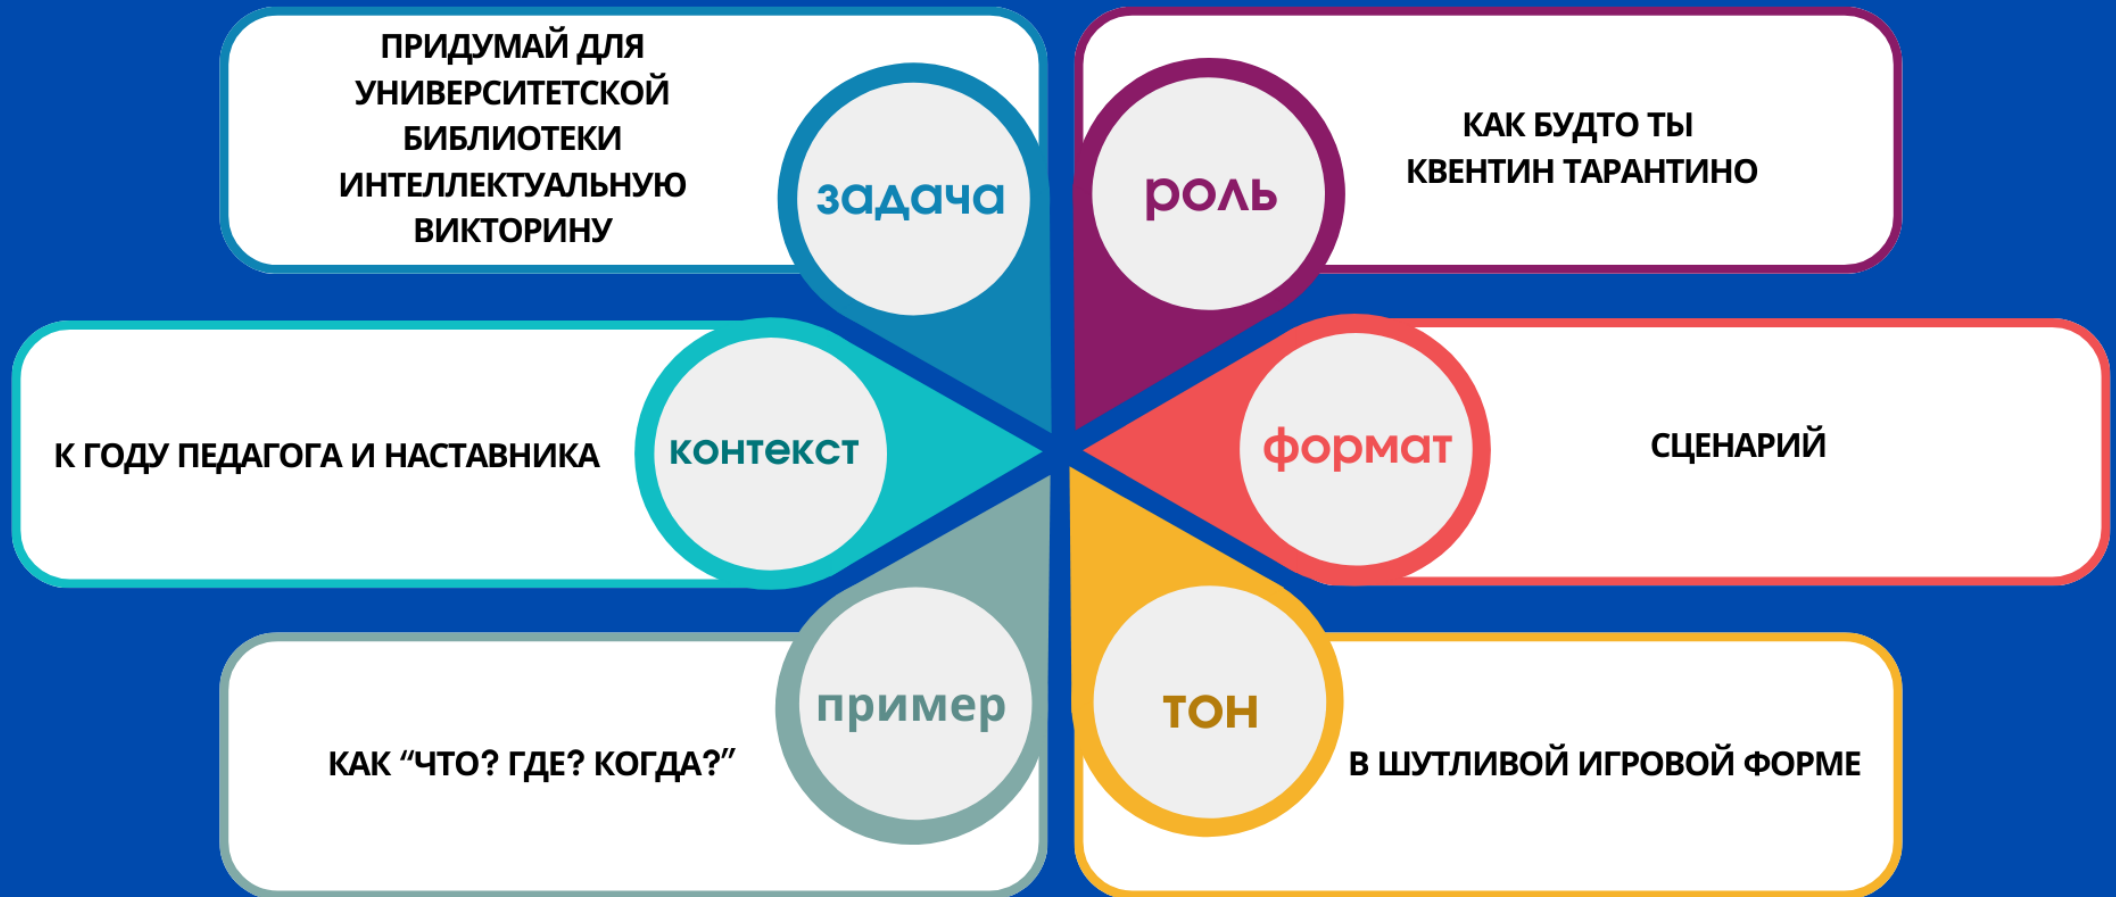 ПРИДУМАЙ ДЛЯ
УНИВЕРСИТЕТСКОЙ
БИБЛИОТЕКИ
ИНТЕЛЛЕКТУАЛЬНУЮ
ВИКТОРИНУ
задача
роль
КАК БУДТО ТЫ
КВЕНТИН ТАРАНТИНО
К ГОДУ ПЕДАГОГА И НАСТАВНИКА
контекст
формат
СЦЕНАРИЙ
КАК “ЧТО? ГДЕ? КОГДА?”
пример
тон
В ШУТЛИВОЙ ИГРОВОЙ ФОРМЕ